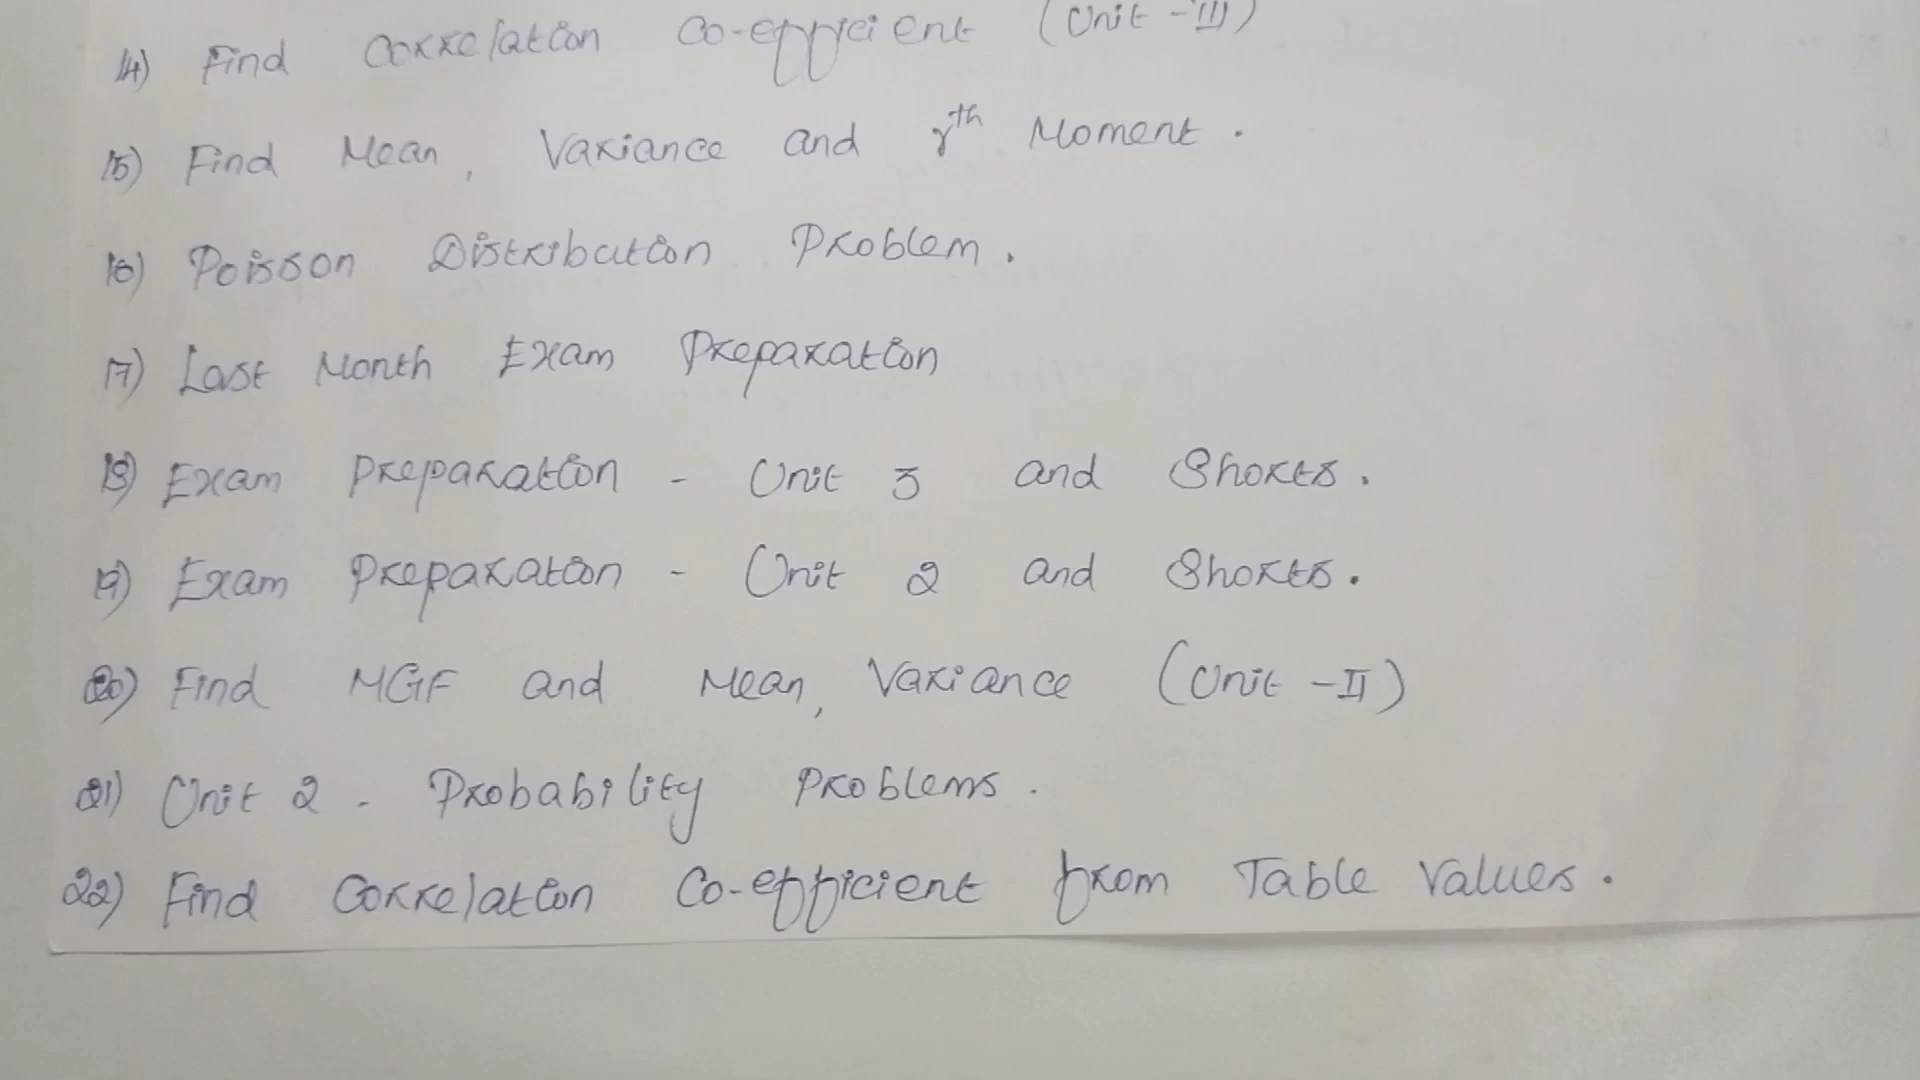 14) Find Correlation Co-efficient (Unit - III)
15) Find Mean, Variance and rth Moment.
16) Poisson Distribution Problem.
17) Last Month Exam Preparation
18) Exam Preparation - Unit 3 and Shorts.
19) Exam Preparation - Unit 2 and Shorts.
20) Find MGF and Mean, Variance (Unit - II)
21) Unit 2 - Probability Problems.
22) Find Correlation Co-efficient from Table Values.